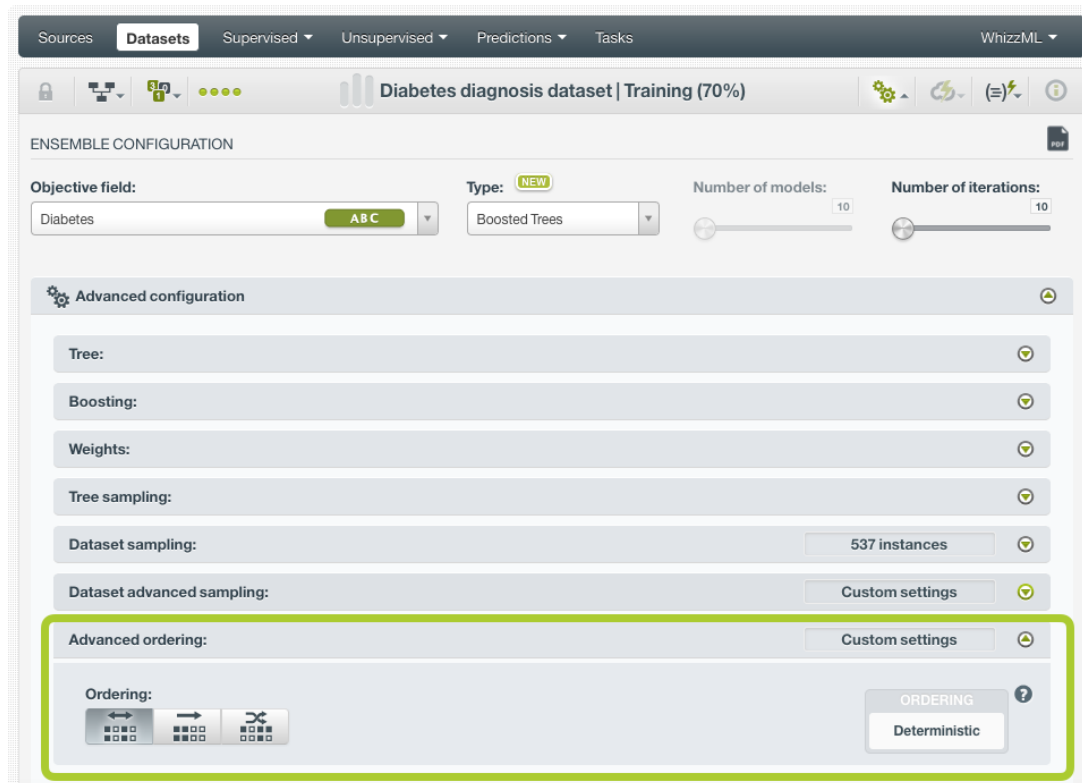 Sources Datasets Supervised Unsupervised Predictions Tasks WhizzML
Diabetes diagnosis dataset | Training (70%)
ENSEMBLE CONFIGURATION
PDF
Objective field: Type: NEW Number of models: Number of iterations:
10 10
Diabetes ABC Boosted Trees
Advanced configuration
Tree:
Boosting:
Weights:
Tree sampling:
Dataset sampling: 537 instances
Dataset advanced sampling: Custom settings
Advanced ordering: Custom settings
Ordering:
ORDERING
Deterministic